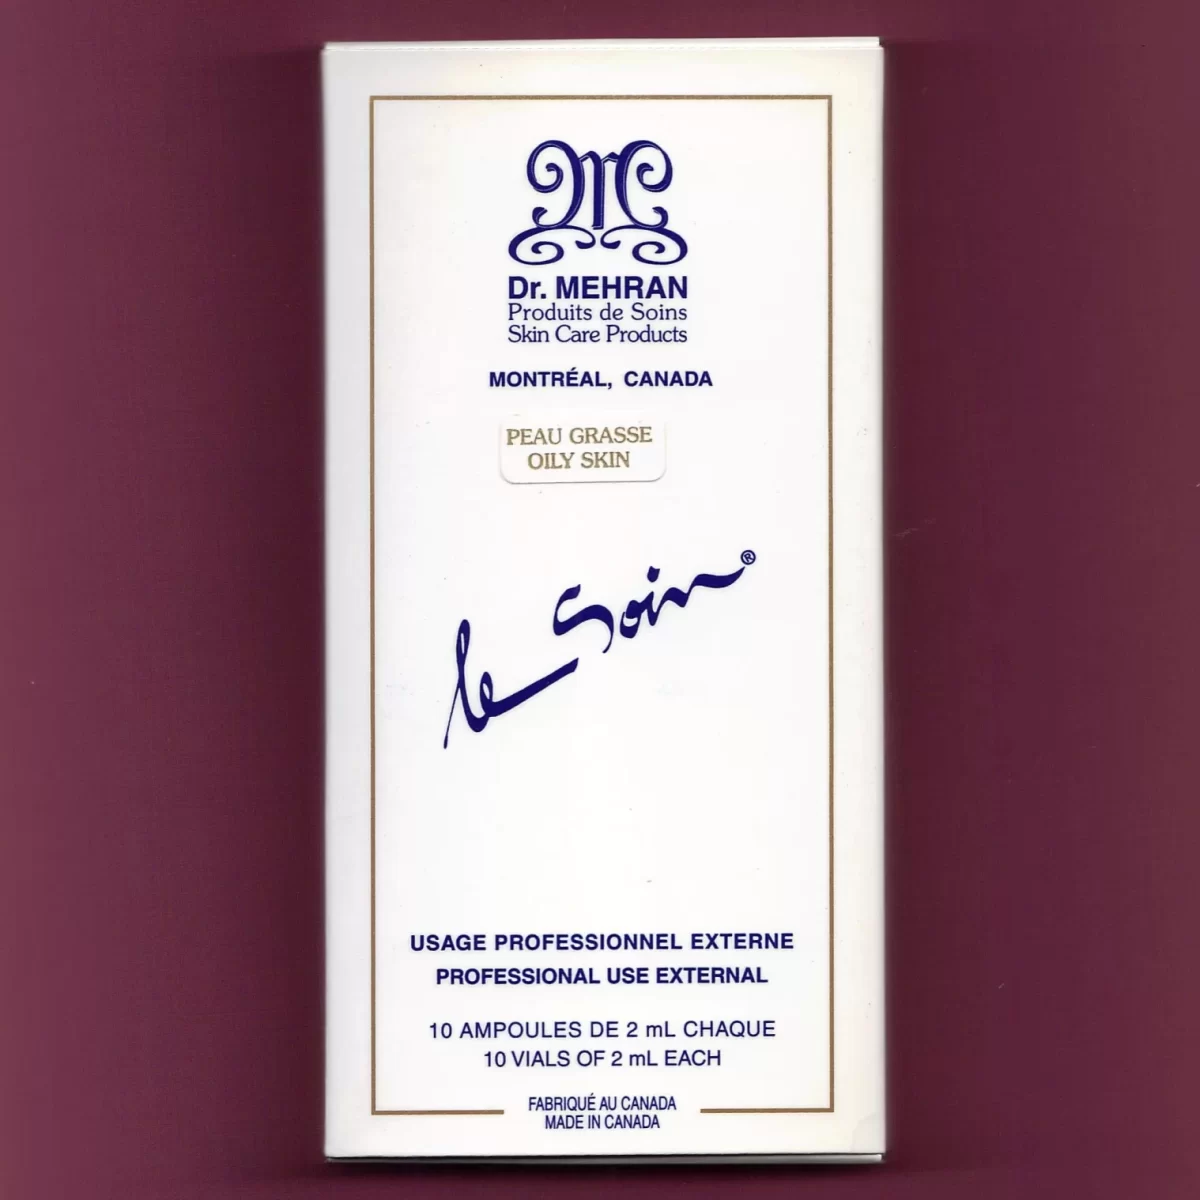 M
Dr. MEHRAN
Produits de Soins
Skin Care Products
MONTRÉAL, CANADA
PEAU GRASSE
OILY SKIN
le Soin®
USAGE PROFESSIONNEL EXTERNE
PROFESSIONAL USE EXTERNAL
10 AMPOULES DE 2 mL CHAQUE
10 VIALS OF 2 mL EACH
FABRIQUÉ AU CANADA
MADE IN CANADA